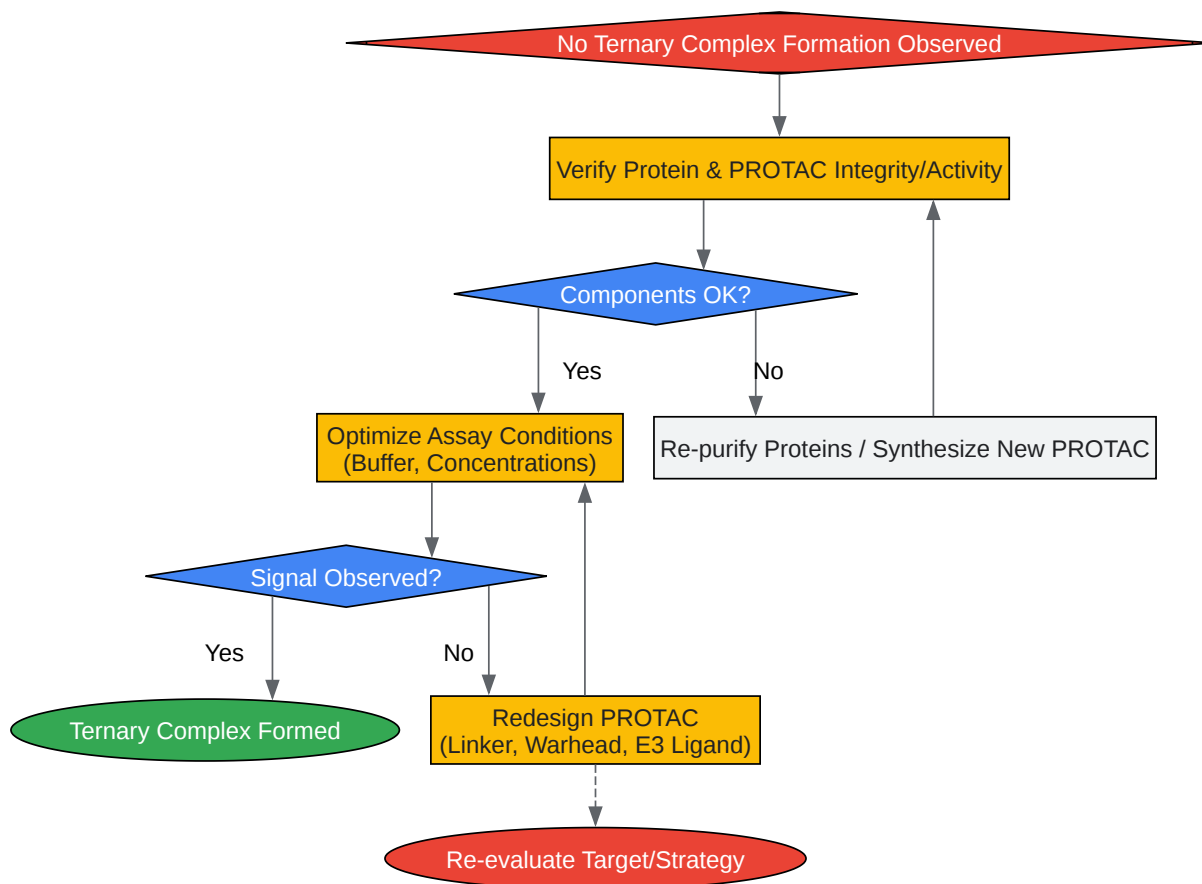 No Ternary Complex Formation Observed
Verify Protein & PROTAC Integrity/Activity
Components OK?
Yes
No
Optimize Assay Conditions
(Buffer, Concentrations)
Re-purify Proteins / Synthesize New PROTAC
Signal Observed?
Yes
No
Ternary Complex Formed
Redesign PROTAC
(Linker, Warhead, E3 Ligand)
Re-evaluate Target/Strategy